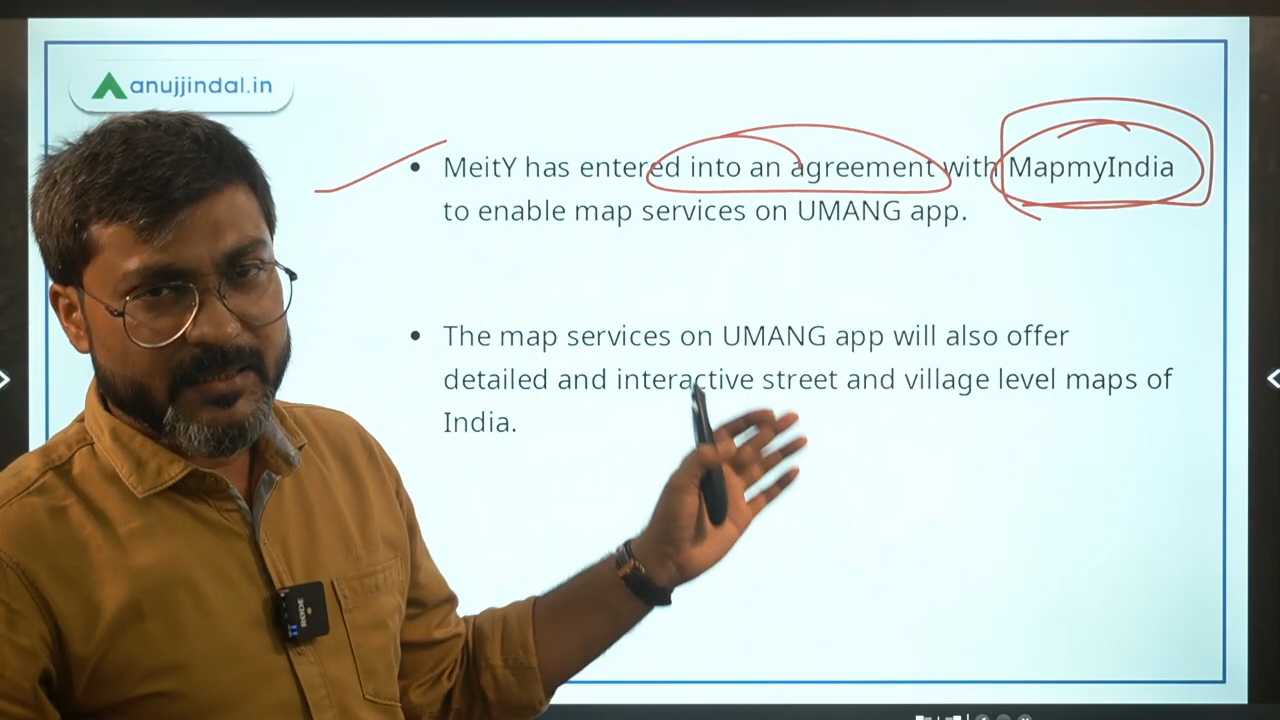 anujjindal.in
• MeitY has entered into an agreement with MapmyIndia
to enable map services on UMANG app.
• The map services on UMANG app will also offer
detailed and interactive street and village level maps of
India.
RODE